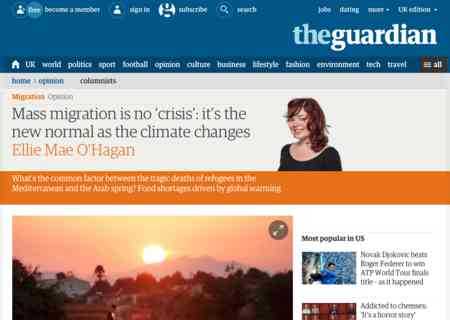 free become a member sign in subscribe search jobs dating more UK edition
theguardian
UK world politics sport football opinion culture business lifestyle fashion environment tech travel all
home › opinion columnists
Migration Opinion
Mass migration is no 'crisis': it's the
new normal as the climate changes
Ellie Mae O'Hagan
What's the common factor between the tragic deaths of refugees in the
Mediterranean and the Arab spring? Food shortages driven by global warming
Most popular in US
Novak Djokovic beats
Roger Federer to win
ATP World Tour finals
title – as it happened
Addicted to chemsex:
'It's a horror story'